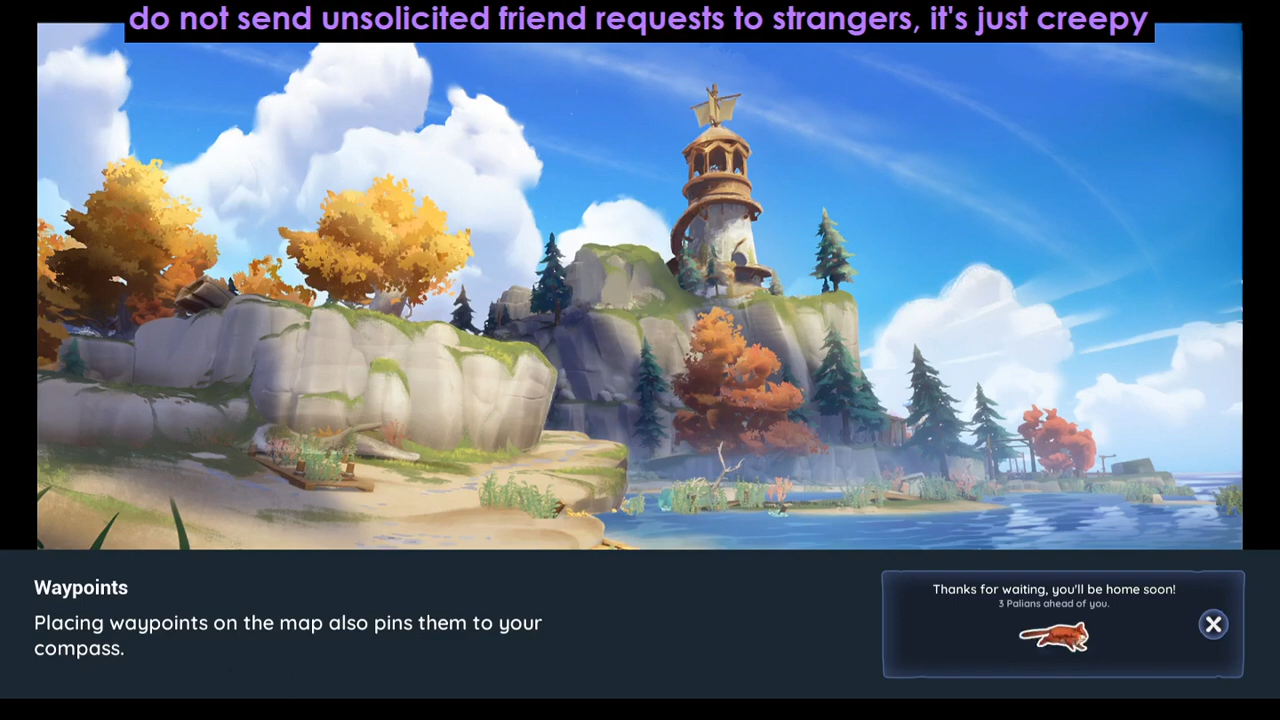 do not send unsolicited friend requests to strangers, it's just creepy
Waypoints
Placing waypoints on the map also pins them to your
compass.
Thanks for waiting, you'll be home soon!
3 Palians ahead of you.